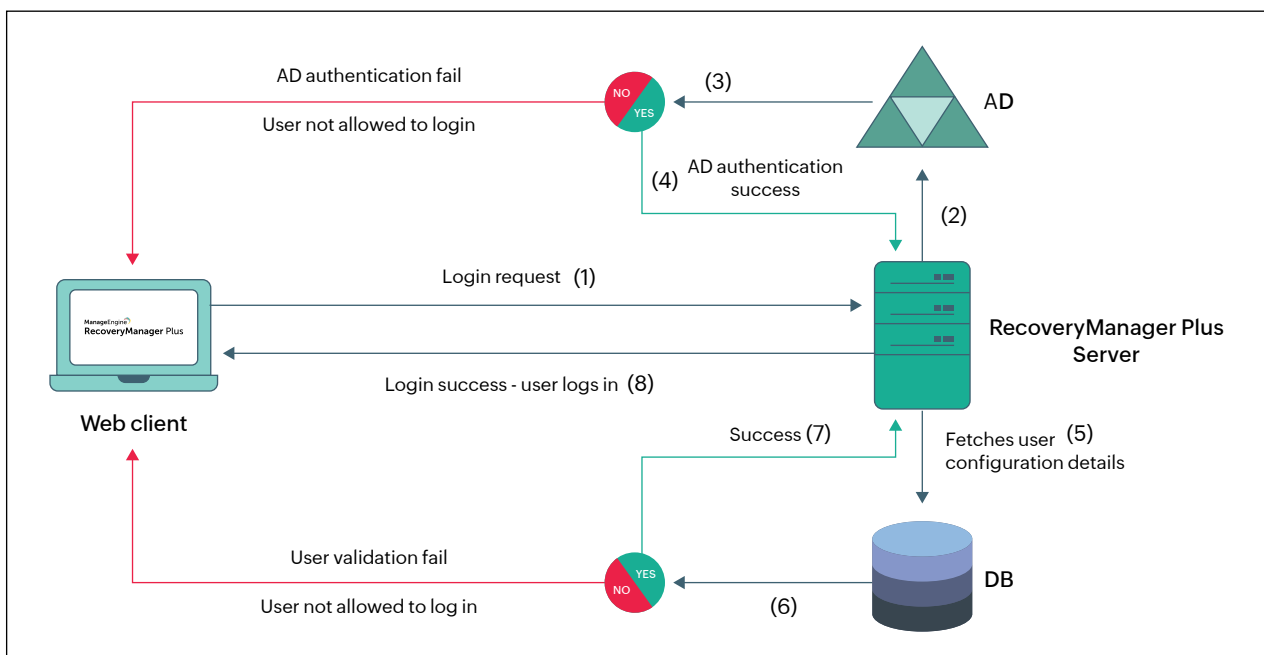 AD authentication fail
User not allowed to login
NO
YES
(3)
AD
(4)
AD authentication
success
(2)
Login request (1)
ManageEngine
RecoveryManager Plus
RecoveryManager Plus
Server
Login success - user logs in (8)
Web client
Success (7)
Fetches user (5)
configuration details
User validation fail
User not allowed to log in
YES
NO
(6)
DB